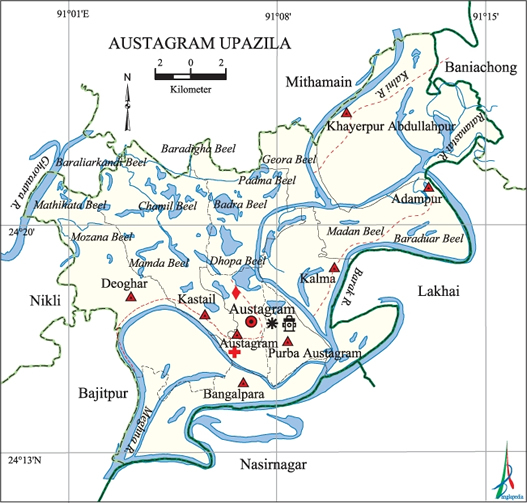 91°01'E
91°08'
91°15'
AUSTAGRAM UPAZILA
N
2 0 2
Kilometer
Mithamain
Baniachong
Kalni R.
Khayerpur Abdullahpur
Ratnastai R.
Ghorautra R.
Baraliarkandi Beel
Baradigha Beel
Geora Beel
Padma Beel
Adampur
Mathikata Beel
Chamil Beel
Badra Beel
24°20'
Mozana Beel
Madan Beel
Baraduar Beel
Mamda Beel
Dhopa Beel
Kalma
Barak R.
Deoghar
Nikli
Kastail
Lakhai
Austagram
Austagram
Purba Austagram
Bajitpur
Bangalpara
Meghna R.
24°13'N
Nasirnagar
Banglapedia